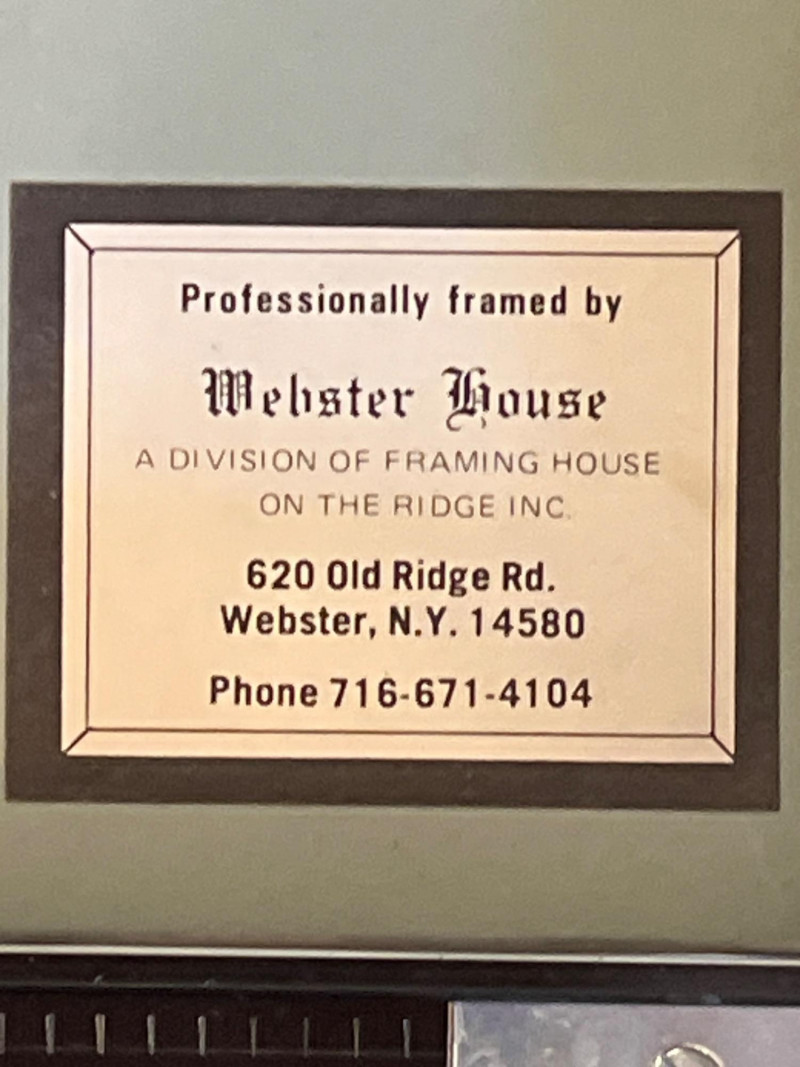 Professionally framed by
Webster House
A DIVISION OF FRAMING HOUSE
ON THE RIDGE INC.
620 Old Ridge Rd.
Webster, N.Y. 14580
Phone 716-671-4104